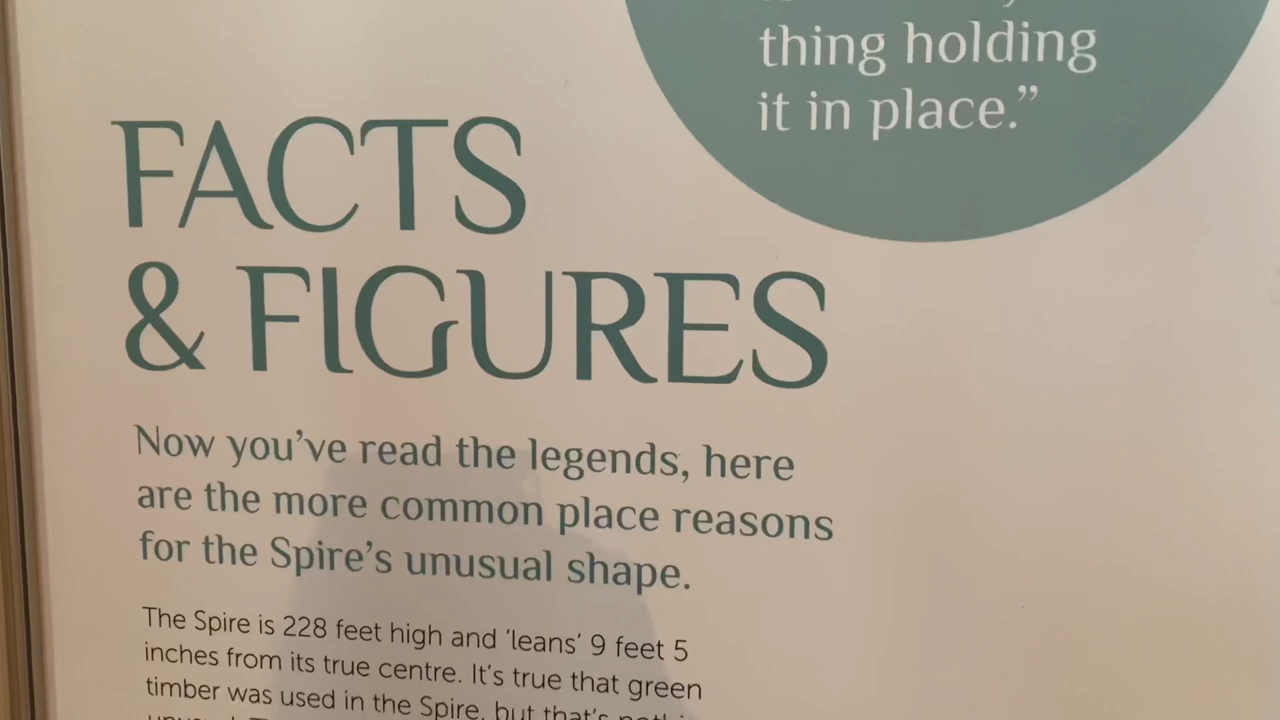 thing holding
it in place.”
FACTS
& FIGURES
Now you’ve read the legends, here
are the more common place reasons
for the Spire’s unusual shape.
The Spire is 228 feet high and ‘leans’ 9 feet 5
inches from its true centre. It’s true that green
timber was used in the Spire, but that’s